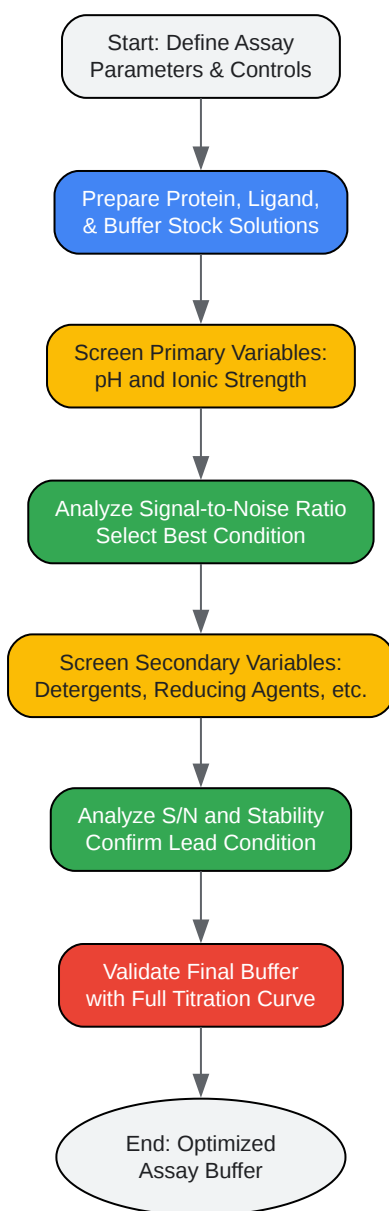 Start: Define Assay
Parameters & Controls
Prepare Protein, Ligand,
& Buffer Stock Solutions
Screen Primary Variables:
pH and Ionic Strength
Analyze Signal-to-Noise Ratio
Select Best Condition
Screen Secondary Variables:
Detergents, Reducing Agents, etc.
Analyze S/N and Stability
Confirm Lead Condition
Validate Final Buffer
with Full Titration Curve
End: Optimized
Assay Buffer